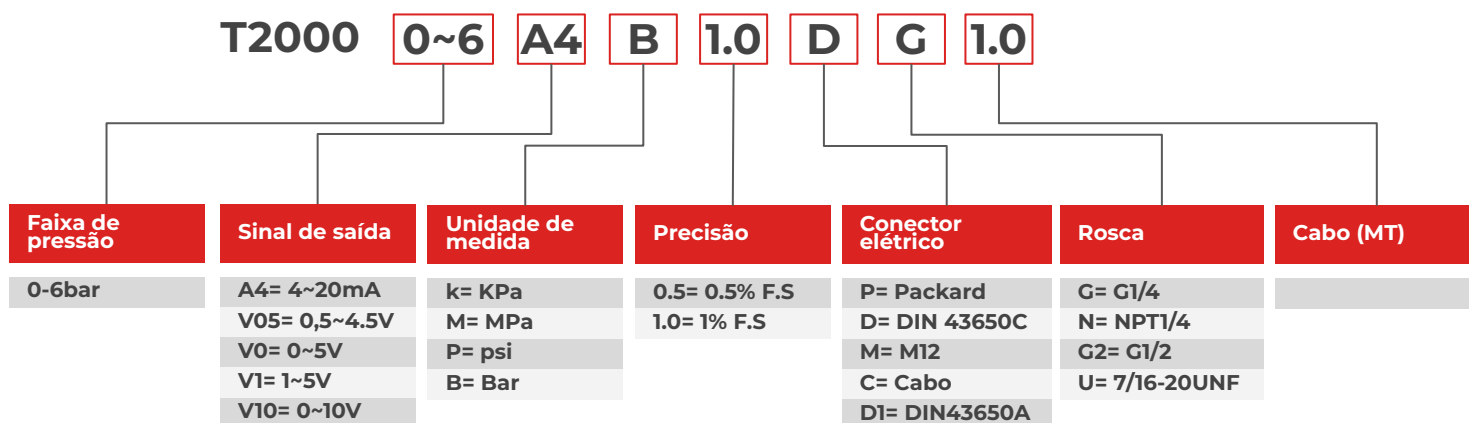 T2000 0~6 A4 B 1.0 D G 1.0
Faixa de
pressão
0-6bar
Sinal de saída
A4= 4~20mA
V05= 0,5~4.5V
V0= 0~5V
V1= 1~5V
V10= 0~10V
Unidade de
medida
k= KPa
M= MPa
P= psi
B= Bar
Precisão
0.5= 0.5% F.S
1.0= 1% F.S
Conector
elétrico
P= Packard
D= DIN 43650C
M= M12
C= Cabo
D1= DIN43650A
Rosca
G= G1/4
N= NPT1/4
G2= G1/2
U= 7/16-20UNF
Cabo (MT)